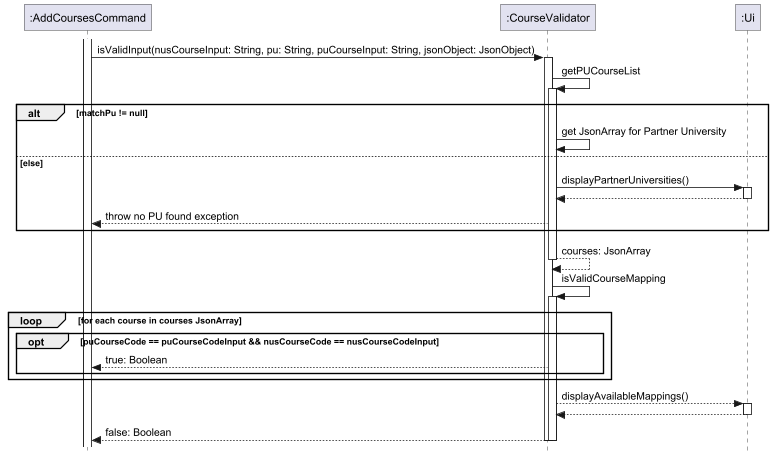 :AddCoursesCommand
:CourseValidator
:Ui
isValidInput(nusCourseInput: String, pu: String, puCourseInput: String, jsonObject: JsonObject)
getPUCourseList
alt
[matchPu != null]
get JsonArray for Partner University
[else]
displayPartnerUniversities()
throw no PU found exception
courses: JsonArray
isValidCourseMapping
loop
[for each course in courses JsonArray]
opt
[puCourseCode == puCourseCodeInput && nusCourseCode == nusCourseCodeInput]
true: Boolean
displayAvailableMappings()
false: Boolean